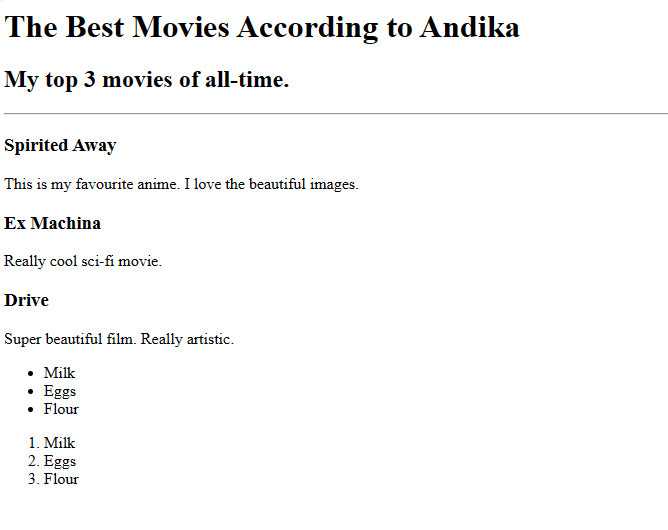 The Best Movies According to Andika
My top 3 movies of all-time.
Spirited Away
This is my favourite anime. I love the beautiful images.
Ex Machina
Really cool sci-fi movie.
Drive
Super beautiful film. Really artistic.
• Milk
• Eggs
• Flour
1. Milk
2. Eggs
3. Flour